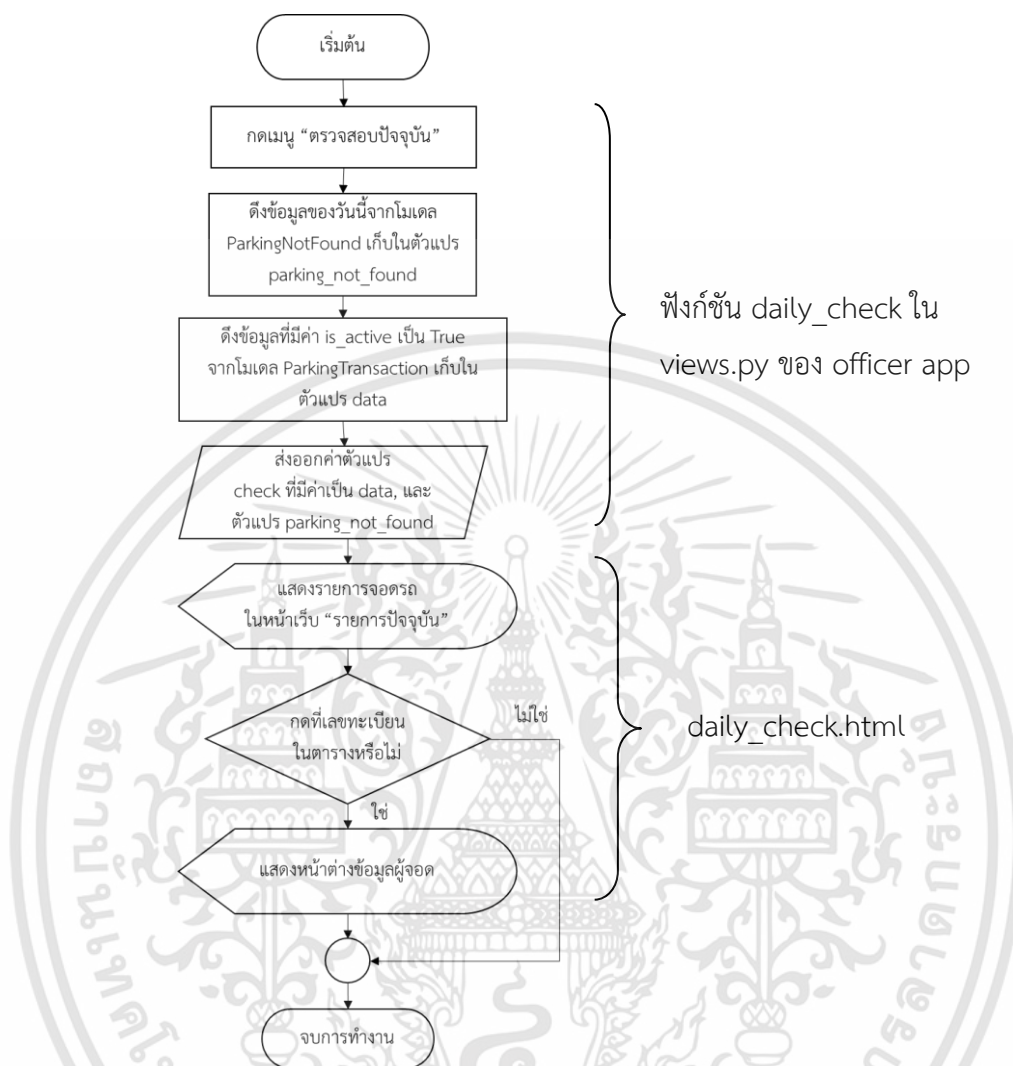 เริ่มต้น
กดเมนู “ตรวจสอบปัจจุบัน”
ดึงข้อมูลของวันนี้จากโมเดล
ParkingNotFound เก็บในตัวแปร
parking_not_found
ดึงข้อมูลที่มีค่า is_active เป็น True
จากโมเดล ParkingTransaction เก็บใน
ตัวแปร data
ส่งออกค่าตัวแปร
check ที่มีค่าเป็น data, และ
ตัวแปร parking_not_found
ฟังก์ชัน daily_check ใน
views.py ของ officer app
แสดงรายการจอดรถ
ในหน้าเว็บ “รายการปัจจุบัน”
กดที่เลขทะเบียน
ในตารางหรือไม่
ไม่ใช่
ใช่
แสดงหน้าต่างข้อมูลผู้จอด
daily_check.html
จบการทำงาน